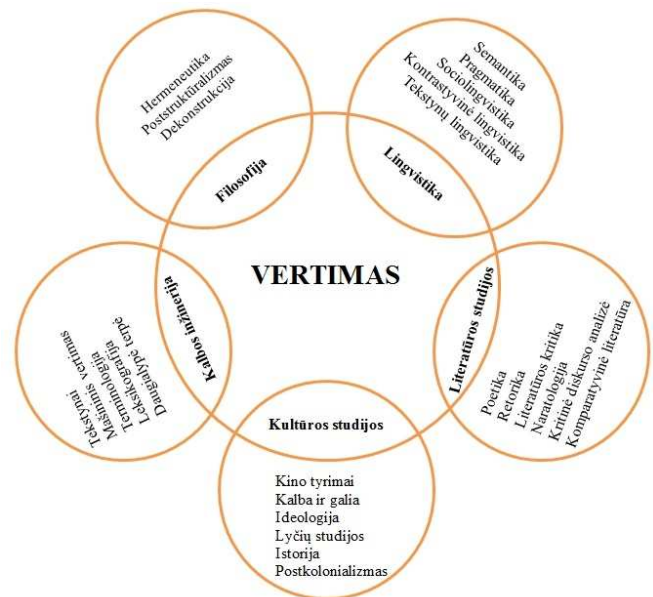 Hermeneutika
Poststruktūralizmas
Dekonstrukcija
Filosofija
Semantika
Pragmatika
Sociolingvistika
Kontrastyvinė lingvistika
Tekstynų lingvistika
Lingvistika
VERTIMAS
Kalbos inžinerija
Tekstynai
Mašininis vertimas
Terminologija
Leksikografija
Daugialypė terpė
Literatūros studijos
Poetika
Retorika
Literatūros kritika
Naratologija
Kritinė diskurso analizė
Komparatyvinė literatūra
Kultūros studijos
Kino tyrimai
Kalba ir galia
Ideologija
Lyčių studijos
Istorija
Postkolonializmas